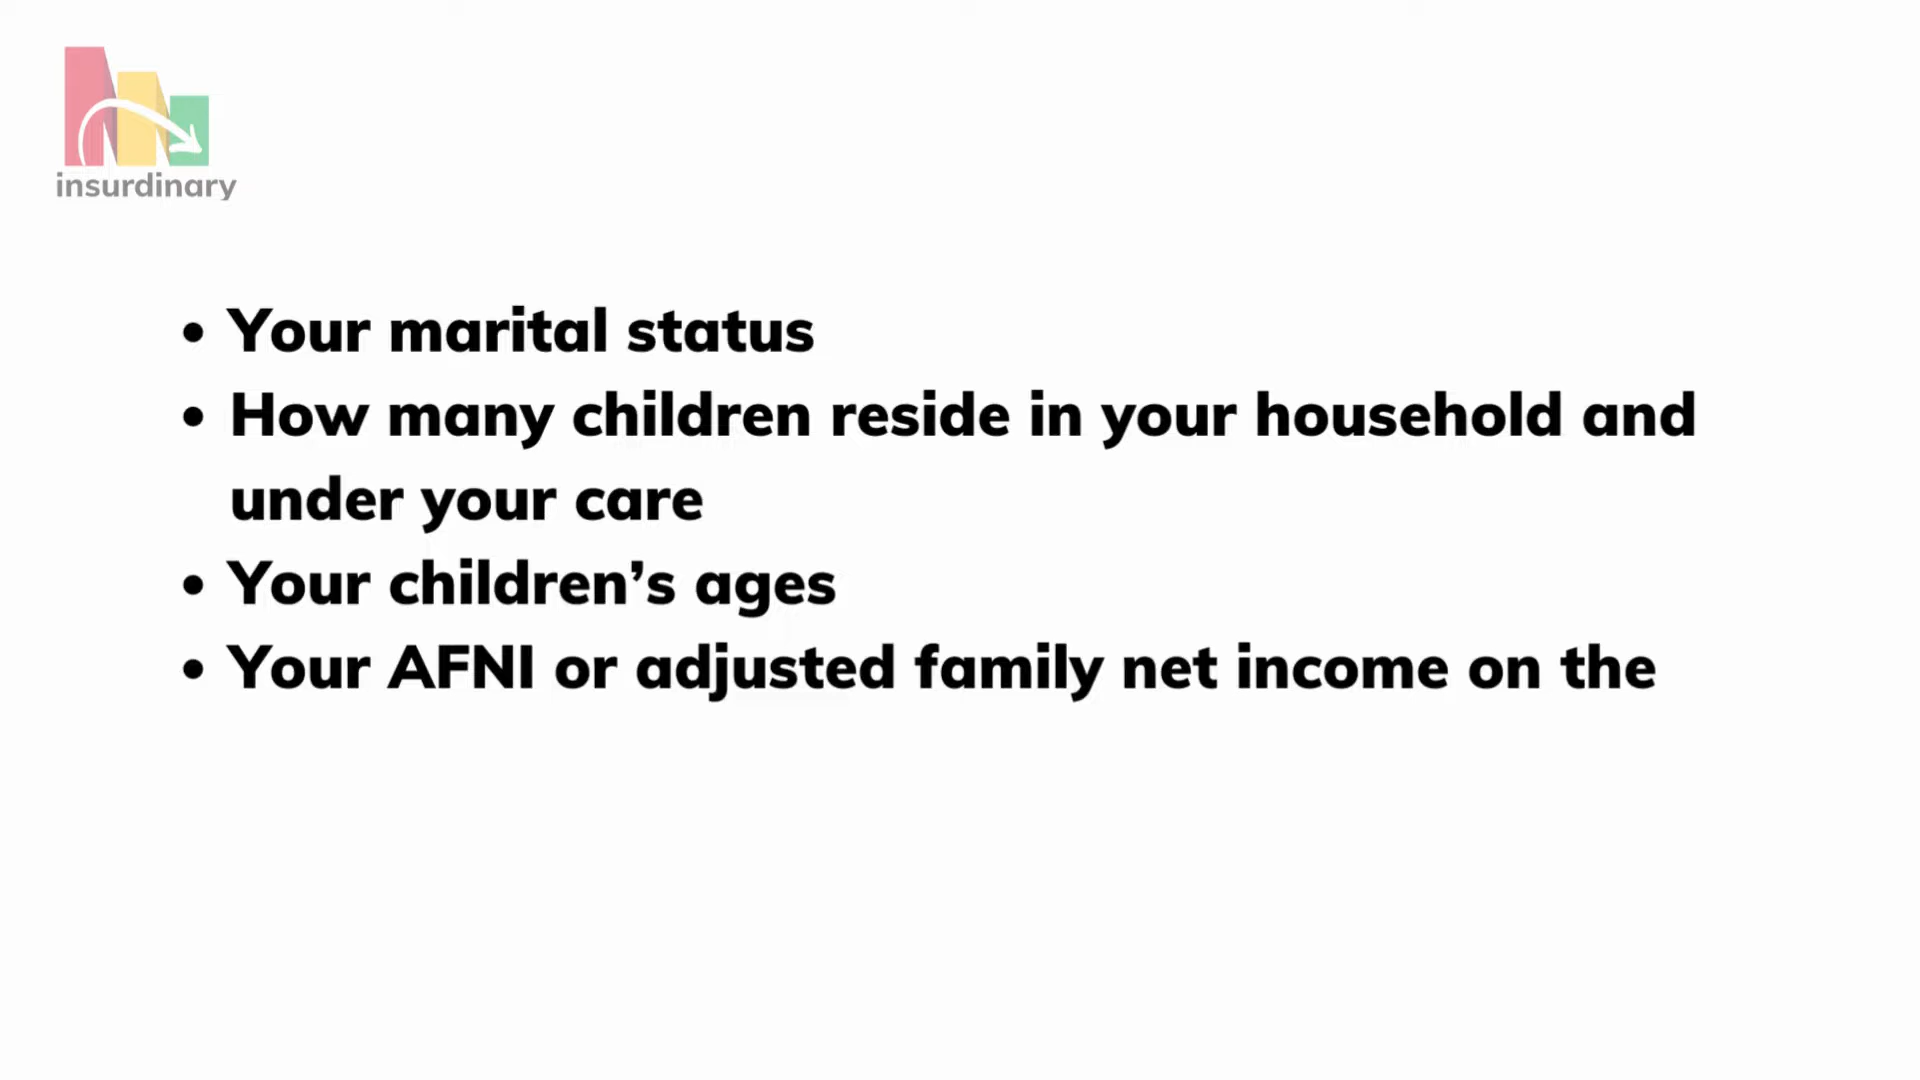 insurdinary
• Your marital status
• How many children reside in your household and
under your care
• Your children’s ages
• Your AFNI or adjusted family net income on the